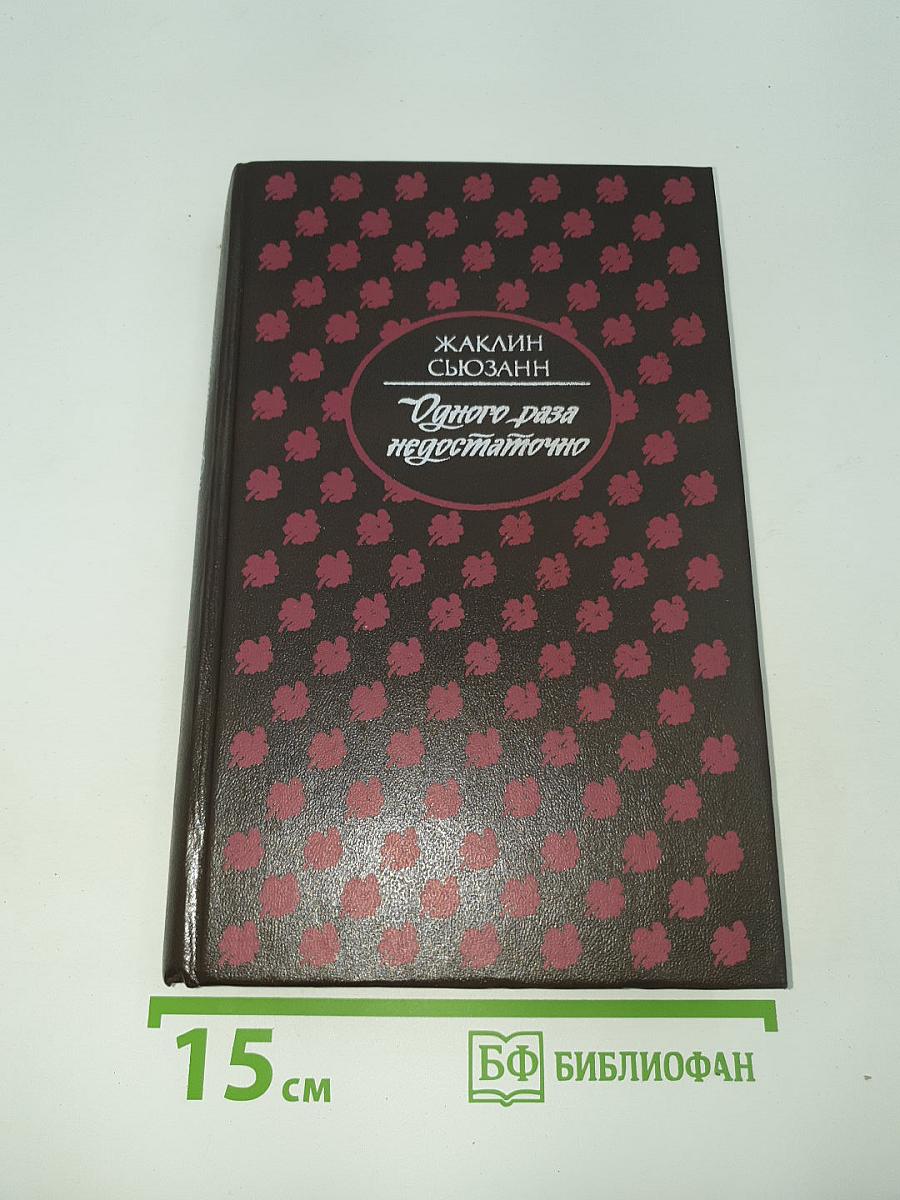 ЖАКЛИН
СЬЮЗАНН
Одного раза
недостаточно
15 см
БФ БИБЛИОФАН